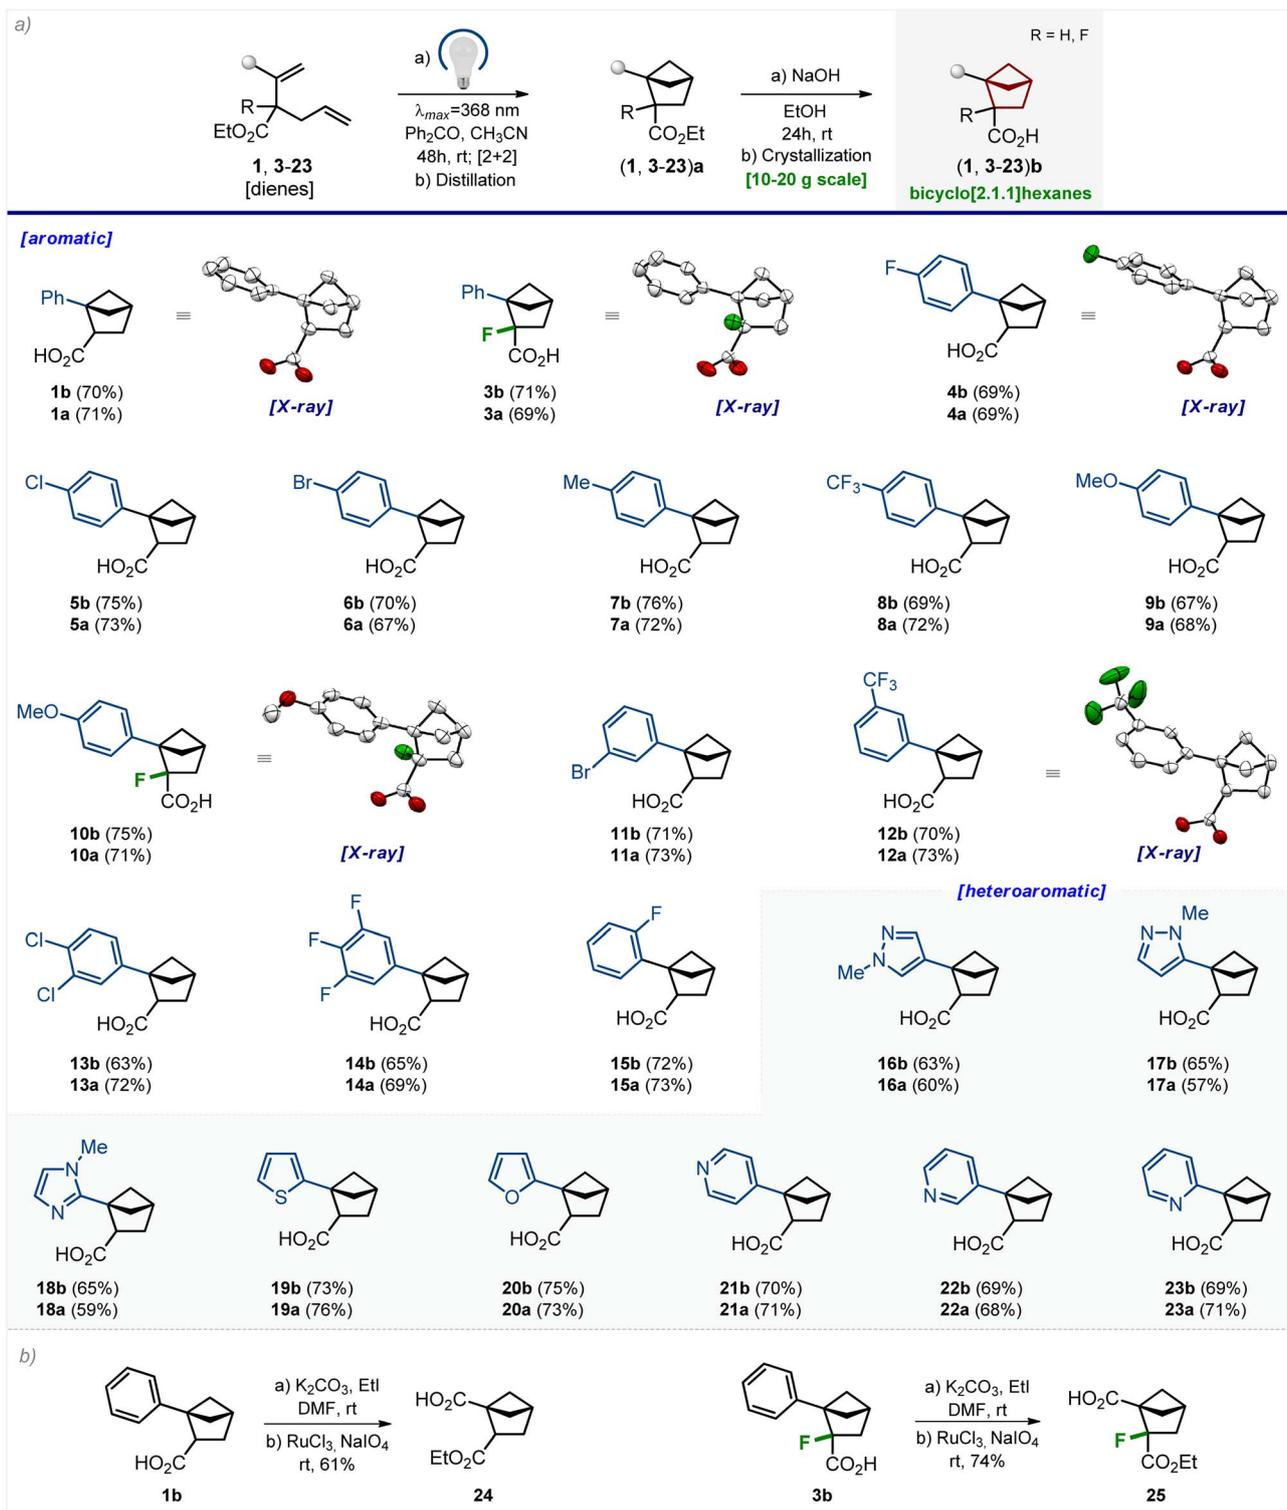 a)
R = H, F
R
EtO₂C
1, 3-23
[dienes]
a)
λmax=368 nm
Ph₂CO, CH₃CN
48h, rt; [2+2]
b) Distillation
R
CO₂Et
(1, 3-23)a
a) NaOH
EtOH
24h, rt
b) Crystallization
[10-20 g scale]
R
CO₂H
(1, 3-23)b
bicyclo[2.1.1]hexanes
[aromatic]
Ph
HO₂C
1b (70%)
1a (71%)
≡
[X-ray]
Ph
F
CO₂H
3b (71%)
3a (69%)
≡
[X-ray]
F
HO₂C
4b (69%)
4a (69%)
≡
[X-ray]
Cl
HO₂C
5b (75%)
5a (73%)
Br
HO₂C
6b (70%)
6a (67%)
Me
HO₂C
7b (76%)
7a (72%)
CF₃
HO₂C
8b (69%)
8a (72%)
MeO
HO₂C
9b (67%)
9a (68%)
MeO
F
CO₂H
10b (75%)
10a (71%)
≡
[X-ray]
Br
HO₂C
11b (71%)
11a (73%)
CF₃
HO₂C
12b (70%)
12a (73%)
≡
[X-ray]
Cl
Cl
HO₂C
13b (63%)
13a (72%)
F
F
F
HO₂C
14b (65%)
14a (69%)
F
HO₂C
15b (72%)
15a (73%)
[heteroaromatic]
N
N
Me
HO₂C
16b (63%)
16a (60%)
Me
N
N
HO₂C
17b (65%)
17a (57%)
Me
N
N
HO₂C
18b (65%)
18a (59%)
S
HO₂C
19b (73%)
19a (76%)
O
HO₂C
20b (75%)
20a (73%)
N
HO₂C
21b (70%)
21a (71%)
N
HO₂C
22b (69%)
22a (68%)
N
HO₂C
23b (69%)
23a (71%)
b)
HO₂C
1b
a) K₂CO₃, EtI
DMF, rt
b) RuCl₃, NaIO₄
rt, 61%
HO₂C
EtO₂C
24
F
CO₂H
3b
a) K₂CO₃, EtI
DMF, rt
b) RuCl₃, NaIO₄
rt, 74%
HO₂C
F
CO₂Et
25